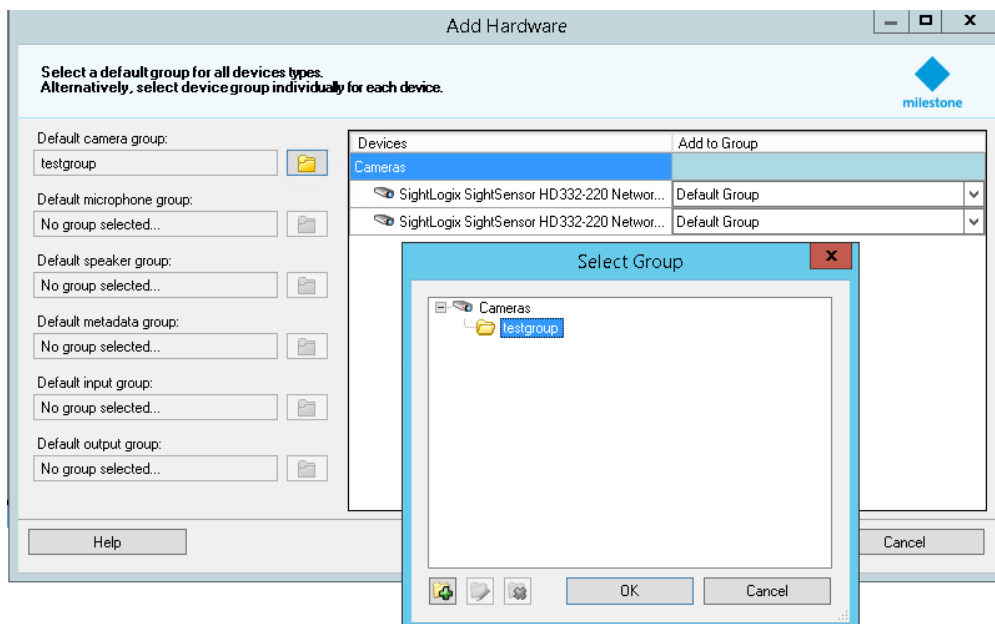 Add Hardware
Select a default group for all devices types.
Alternatively, select device group individually for each device.
milestone
Default camera group:
testgroup
Default microphone group:
No group selected...
Default speaker group:
No group selected...
Default metadata group:
No group selected...
Default input group:
No group selected...
Default output group:
No group selected...
Devices Add to Group
Cameras
SightLogix SightSensor HD332-220 Networ... Default Group
SightLogix SightSensor HD332-220 Networ... Default Group
Select Group
Cameras
testgroup
OK Cancel
Help Cancel